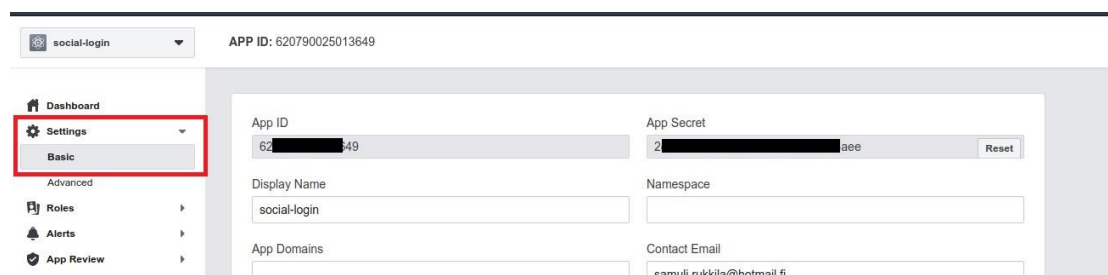 social-login
APP ID: 620790025013649
Dashboard
Settings
Basic
Advanced
Roles
Alerts
App Review
App ID
62 649
App Secret
2 aee
Reset
Display Name
social-login
Namespace
App Domains
Contact Email
samuli.rukkila@hotmail.fi